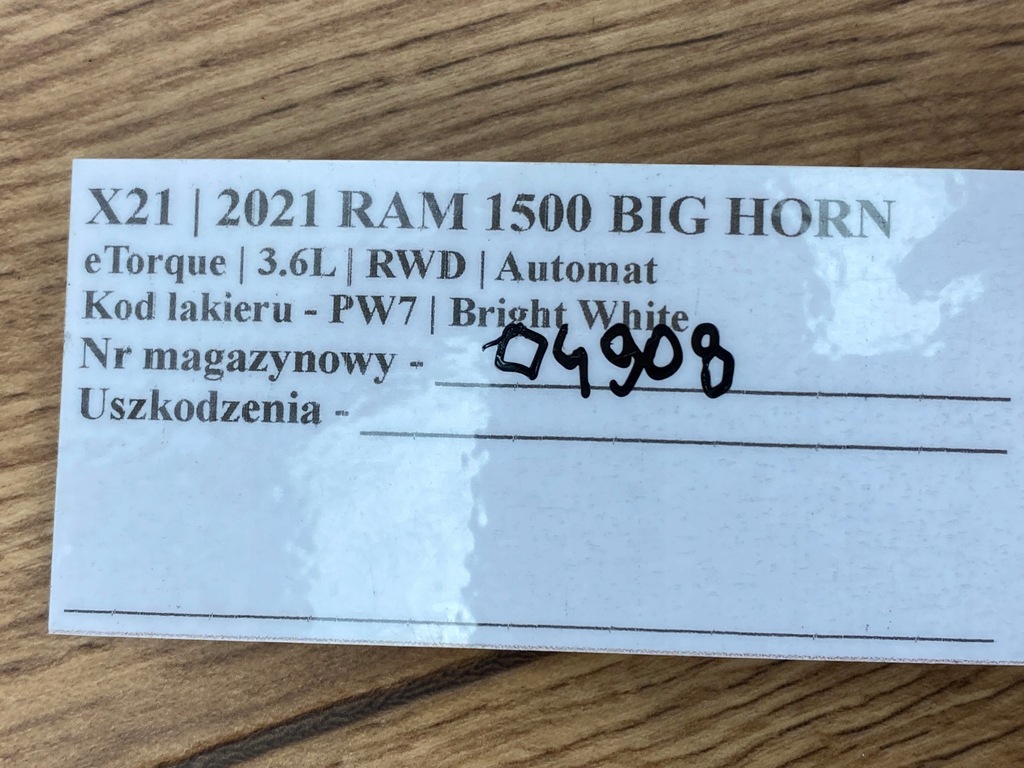 X21 | 2021 RAM 1500 BIG HORN
eTorque | 3.6L | RWD | Automat
Kod lakieru - PW7 | Bright White
Nr magazynowy - 04908
Uszkodzenia -